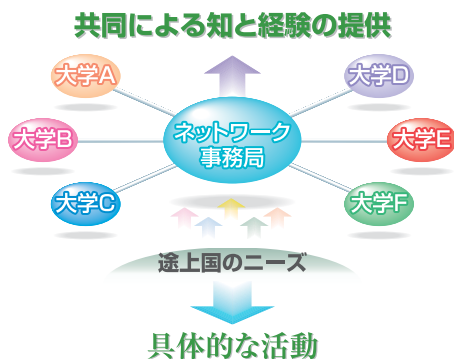 共同による知と経験の提供
大学A
大学D
ネットワーク
事務局
大学B
大学E
大学C
大学F
途上国のニーズ
具体的な活動